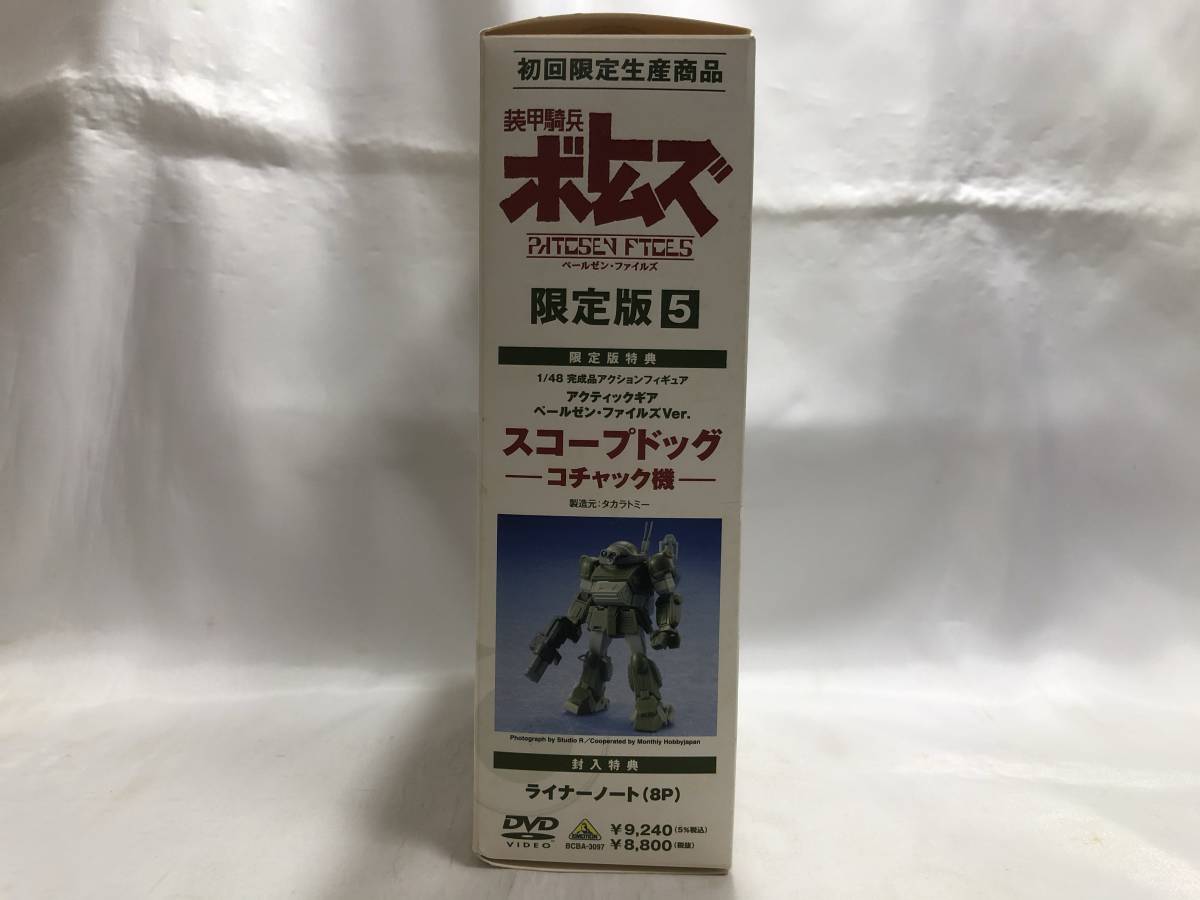 初回限定生産商品
装甲騎兵
ボトムズ
PAILSEN FILES
ペールゼン・ファイルズ
限定版 5
限定版特典
1/48 完成品アクションフィギュア
アクティックギア
ペールゼン・ファイルズVer.
スコープドッグ
―コチャック機―
製造元:タカラトミー
Photograph by Studio R／Cooperated by Monthly Hobbyjapan
封入特典
ライナーノート(8P)
DVD
VIDEO
EMOTION
BCBA-3097
¥9,240(5%税込)
¥8,800(税抜)